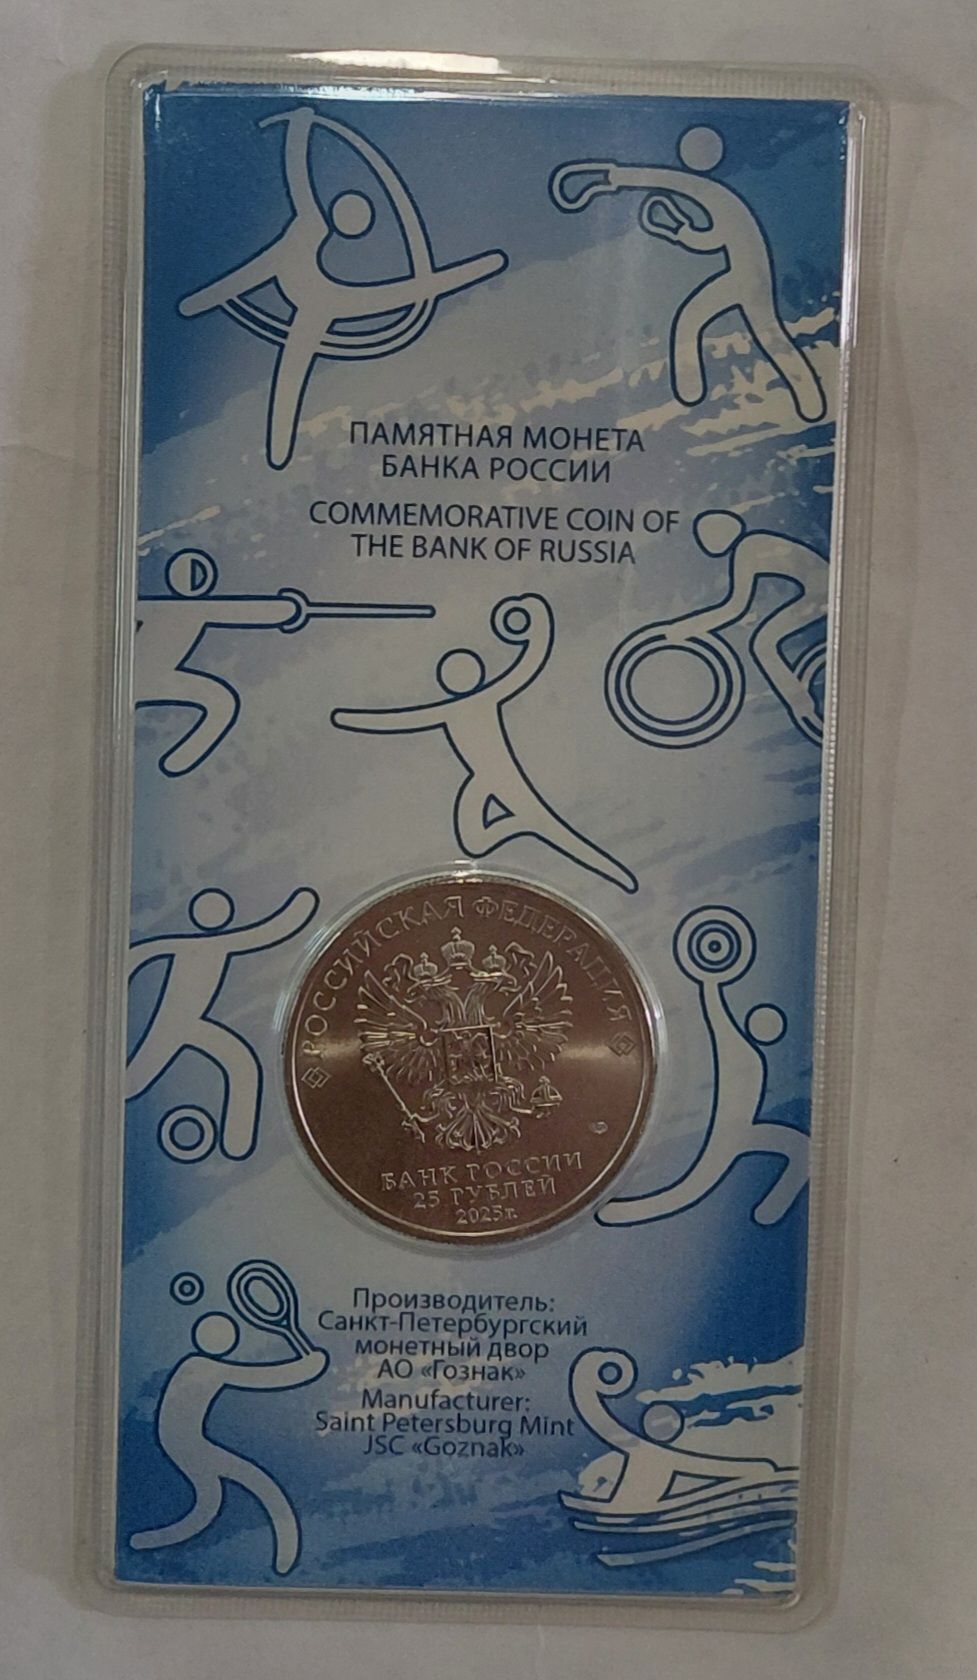 ПАМЯТНАЯ МОНЕТА
БАНКА РОССИИ
COMMEMORATIVE COIN OF
THE BANK OF RUSSIA
РОССИЙСКАЯ ФЕДЕРАЦИЯ
БАНК РОССИИ
25 РУБЛЕЙ
2025г.
Производитель:
Санкт-Петербургский
монетный двор
АО «Гознак»
Manufacturer:
Saint Petersburg Mint
JSC «Goznak»